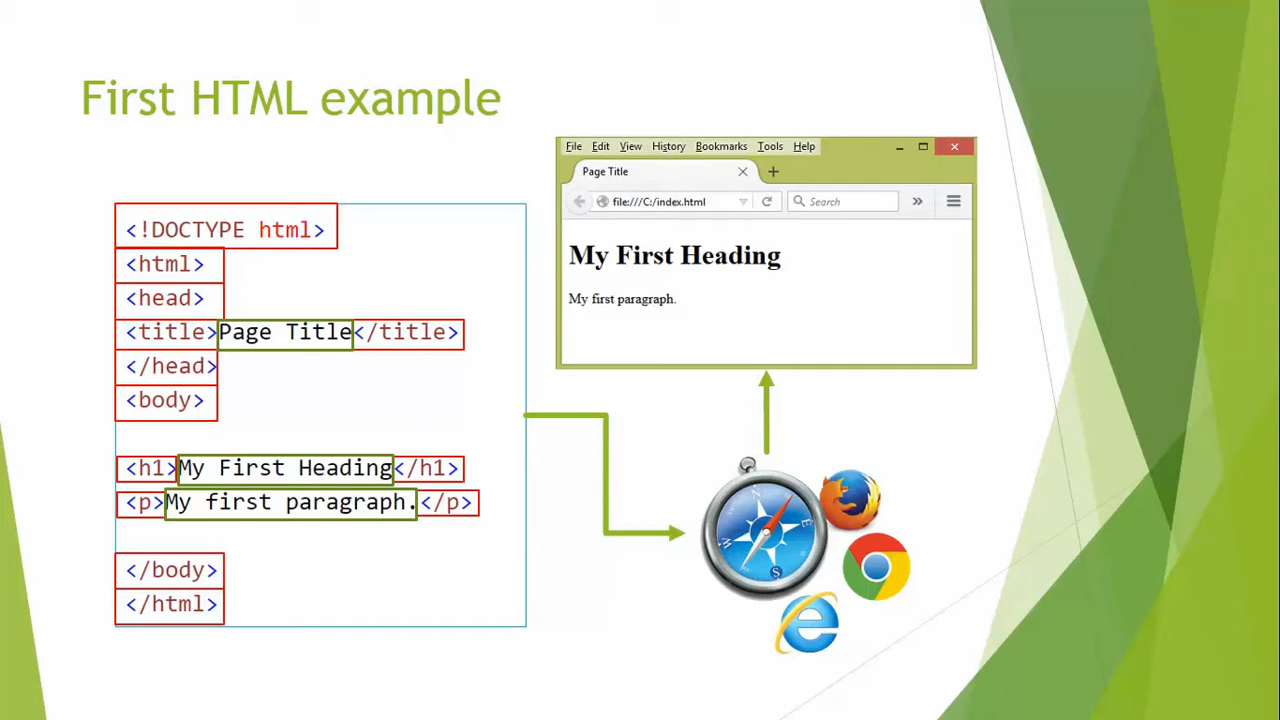 First HTML example
<!DOCTYPE html>
<html>
<head>
<title>Page Title</title>
</head>
<body>
<h1>My First Heading</h1>
<p>My first paragraph.</p>
</body>
</html>
File Edit View History Bookmarks Tools Help
Page Title
file:///C:/index.html Search
My First Heading
My first paragraph.
N
E
S
W